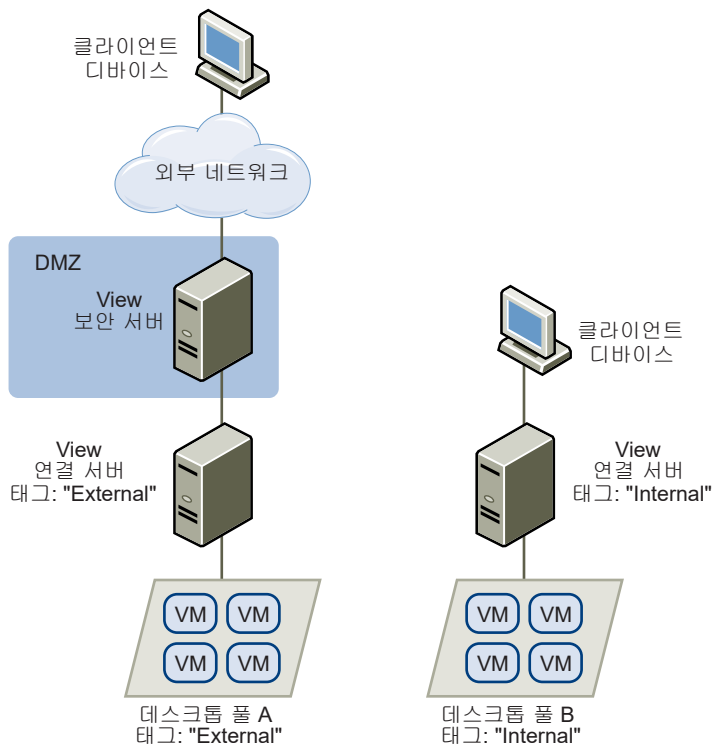 클라이언트
디바이스
외부 네트워크
DMZ
View
보안 서버
View
연결 서버
태그: "External"
VM VM
VM VM
데스크톱 풀 A
태그: "External"
클라이언트
디바이스
View
연결 서버
태그: "Internal"
VM VM
VM VM
데스크톱 풀 B
태그: "Internal"